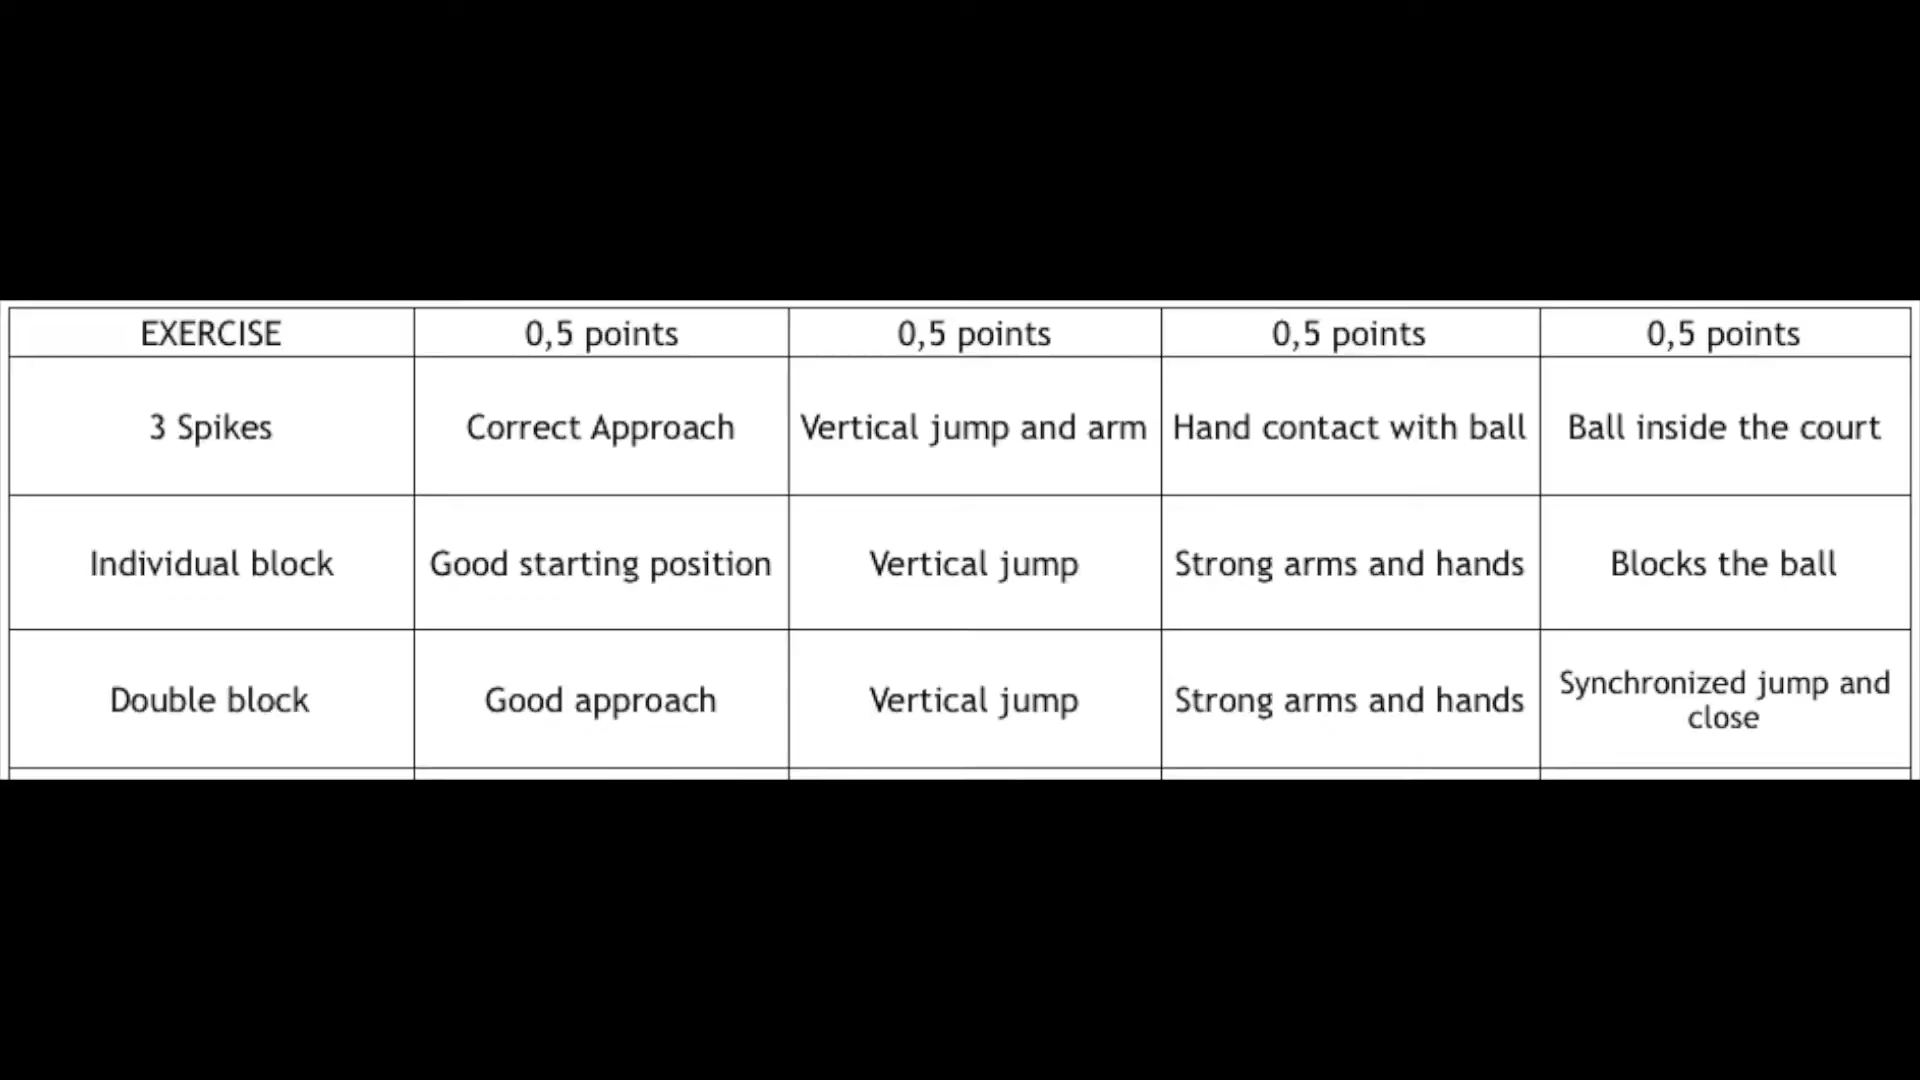 EXERCISE 0,5 points 0,5 points 0,5 points 0,5 points
3 Spikes Correct Approach Vertical jump and arm Hand contact with ball Ball inside the court
Individual block Good starting position Vertical jump Strong arms and hands Blocks the ball
Double block Good approach Vertical jump Strong arms and hands Synchronized jump and
close